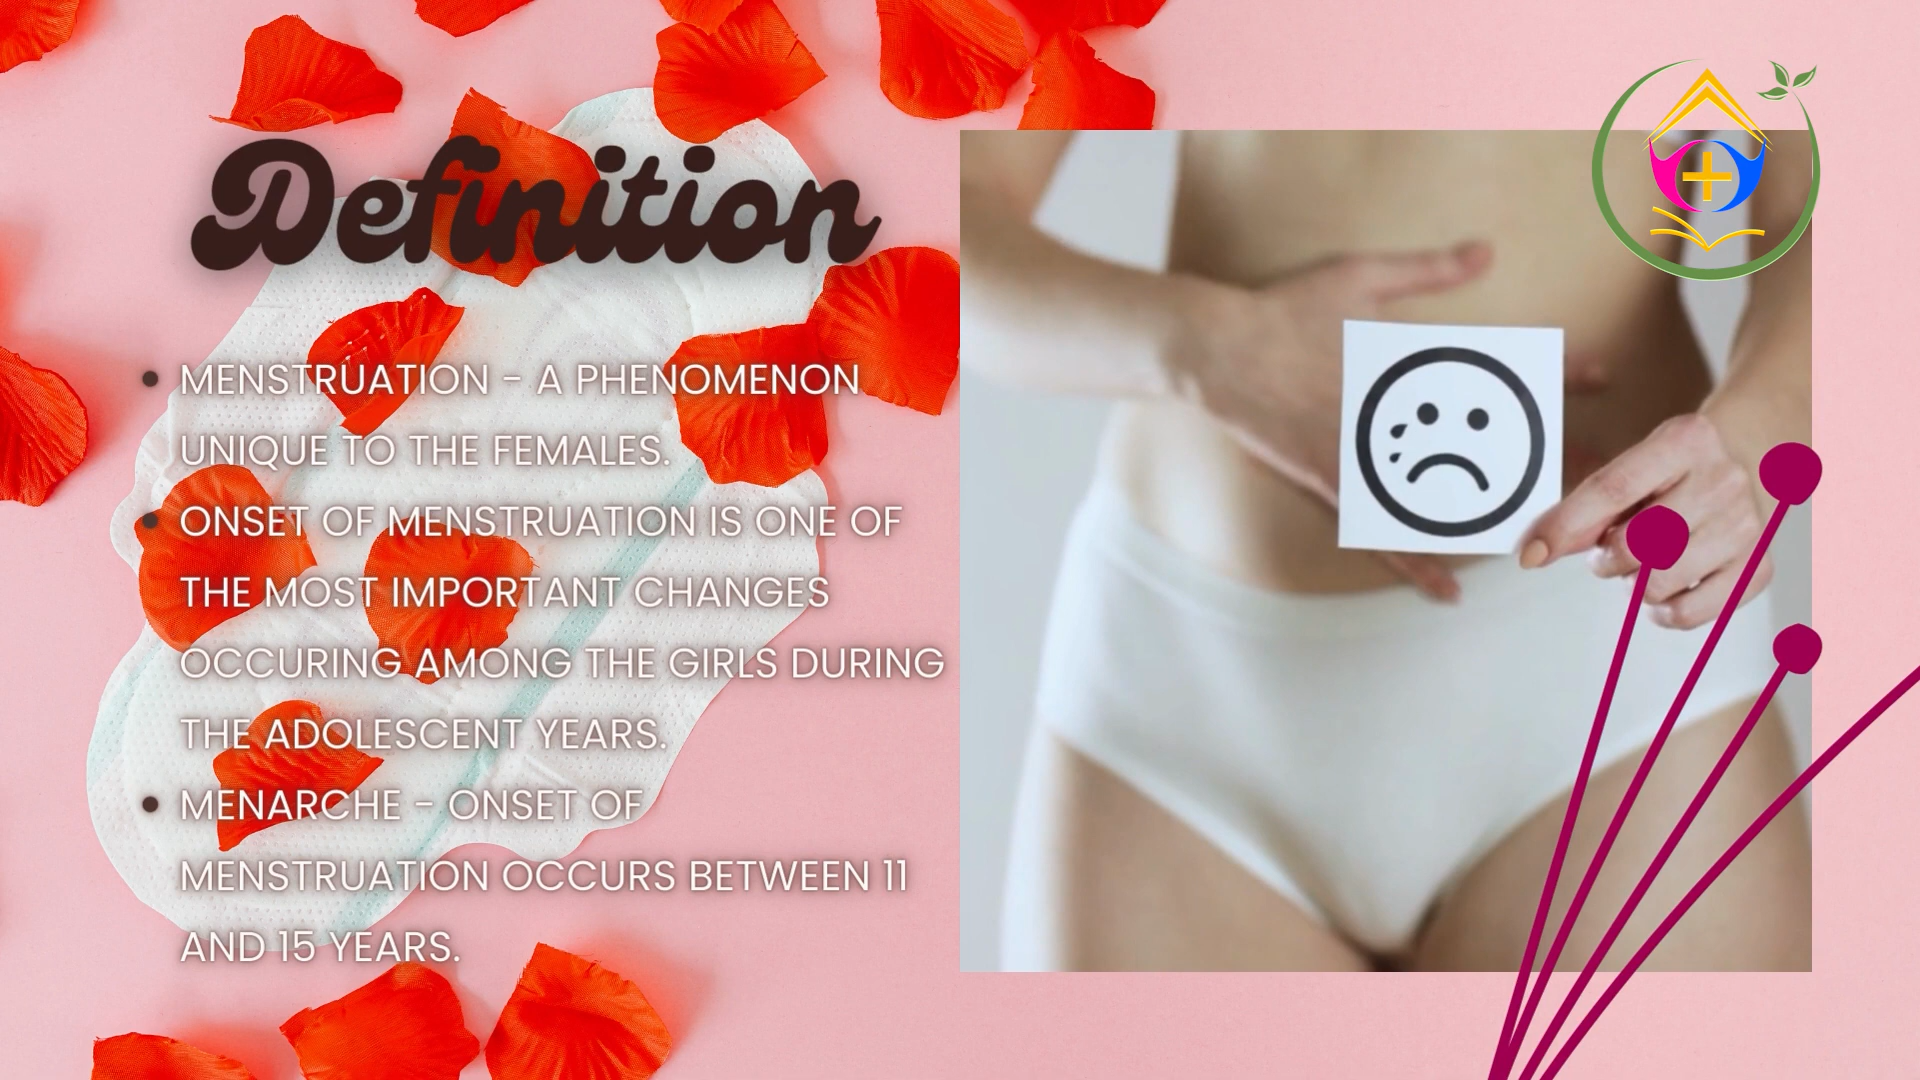 Definition
• MENSTRUATION - A PHENOMENON
UNIQUE TO THE FEMALES.
• ONSET OF MENSTRUATION IS ONE OF
THE MOST IMPORTANT CHANGES
OCCURING AMONG THE GIRLS DURING
THE ADOLESCENT YEARS.
• MENARCHE - ONSET OF
MENSTRUATION OCCURS BETWEEN 11
AND 15 YEARS.